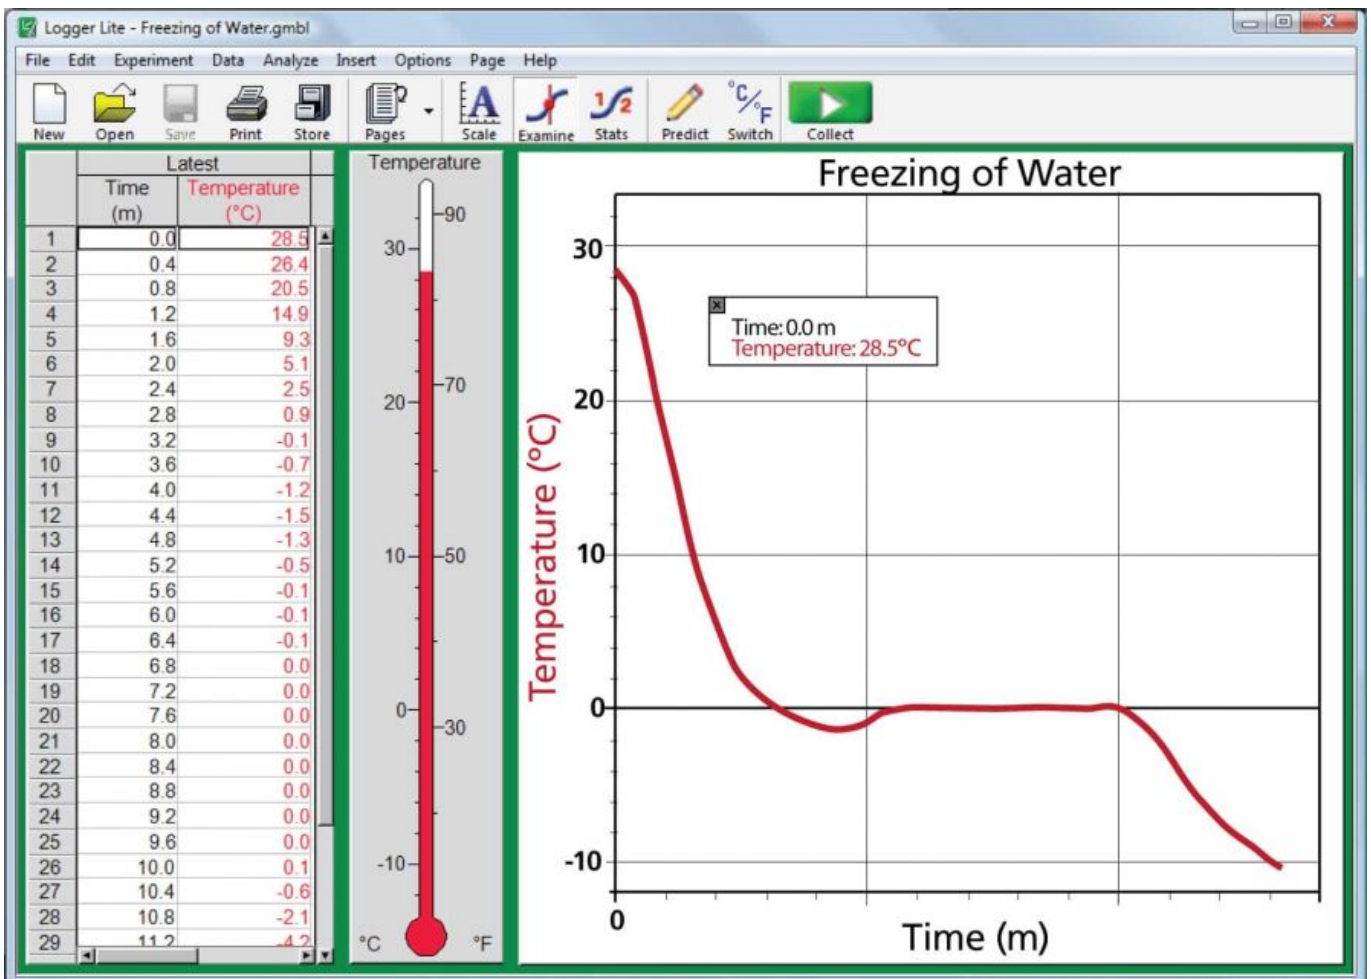 Logger Lite - Freezing of Water.gmbl
File Edit Experiment Data Analyze Insert Options Page Help
New Open Save Print Store Pages Scale Examine Stats Predict Switch Collect
°C/°F
Latest
Time (m) Temperature (°C)
1 0.0 28.5
2 0.4 26.4
3 0.8 20.5
4 1.2 14.9
5 1.6 9.3
6 2.0 5.1
7 2.4 2.5
8 2.8 0.9
9 3.2 -0.1
10 3.6 -0.7
11 4.0 -1.2
12 4.4 -1.5
13 4.8 -1.3
14 5.2 -0.5
15 5.6 -0.1
16 6.0 -0.1
17 6.4 -0.1
18 6.8 0.0
19 7.2 0.0
20 7.6 0.0
21 8.0 0.0
22 8.4 0.0
23 8.8 0.0
24 9.2 0.0
25 9.6 0.0
26 10.0 0.1
27 10.4 -0.6
28 10.8 -2.1
29 11.2 -4.2
Temperature
90
30
70
20
10 50
0
30
-10
°C °F
Freezing of Water
30
Time: 0.0 m
Temperature: 28.5°C
20
10
0
-10
Temperature (°C)
0
Time (m)